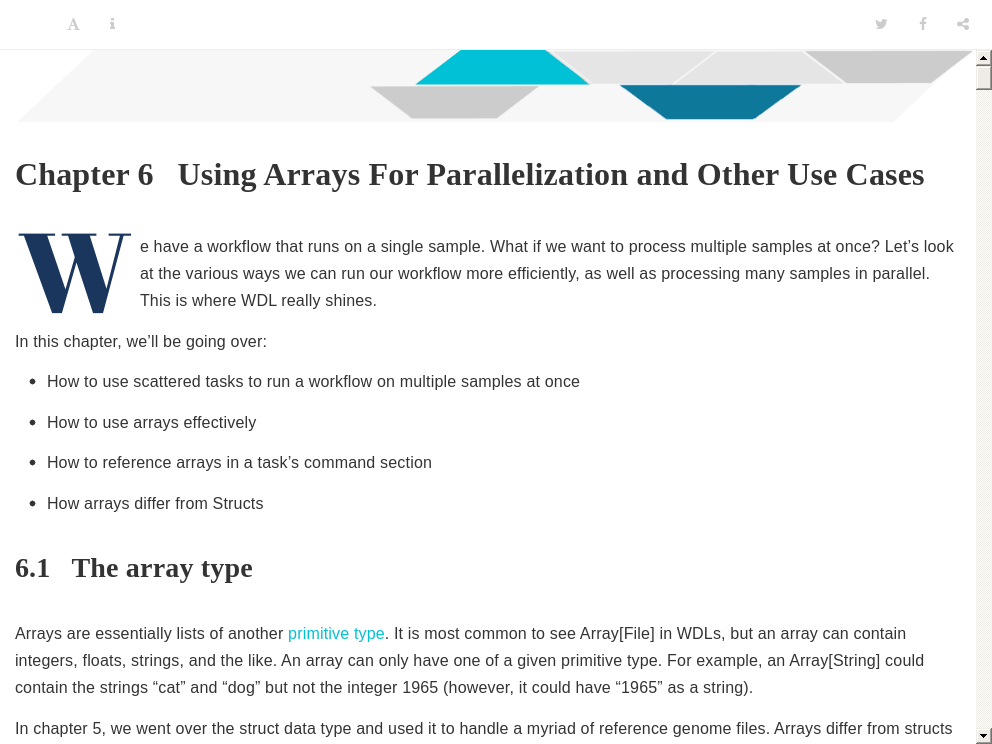 Chapter 6 Using Arrays For Parallelization and Other Use Cases
We have a workflow that runs on a single sample. What if we want to process multiple samples at once? Let’s look
at the various ways we can run our workflow more efficiently, as well as processing many samples in parallel.
This is where WDL really shines.
In this chapter, we’ll be going over:
• How to use scattered tasks to run a workflow on multiple samples at once
• How to use arrays effectively
• How to reference arrays in a task’s command section
• How arrays differ from Structs
6.1 The array type
Arrays are essentially lists of another primitive type. It is most common to see Array[File] in WDLs, but an array can contain
integers, floats, strings, and the like. An array can only have one of a given primitive type. For example, an Array[String] could
contain the strings “cat” and “dog” but not the integer 1965 (however, it could have “1965” as a string).
In chapter 5, we went over the struct data type and used it to handle a myriad of reference genome files. Arrays differ from structs